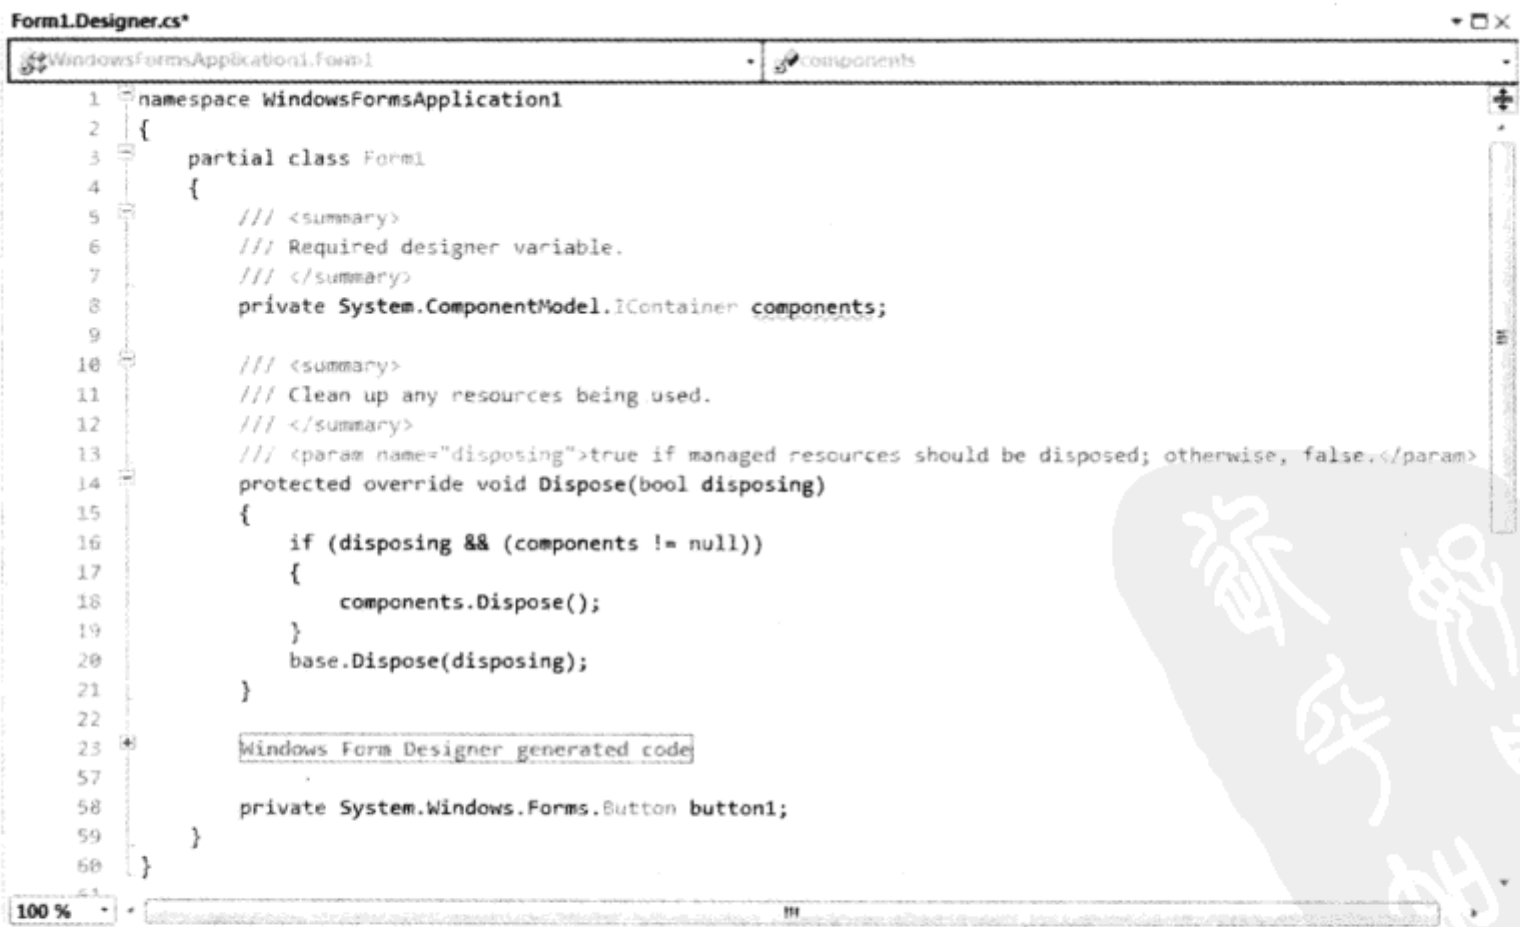 Form1.Designer.cs*
WindowsFormsApplication1.Form1 components
1 namespace WindowsFormsApplication1
2 {
3 partial class Form1
4 {
5 /// <summary>
6 /// Required designer variable.
7 /// </summary>
8 private System.ComponentModel.IContainer components;
9
10 /// <summary>
11 /// Clean up any resources being used.
12 /// </summary>
13 /// <param name="disposing">true if managed resources should be disposed; otherwise, false.</param>
14 protected override void Dispose(bool disposing)
15 {
16 if (disposing && (components != null))
17 {
18 components.Dispose();
19 }
20 base.Dispose(disposing);
21 }
22
23 Windows Form Designer generated code
57
58 private System.Windows.Forms.Button button1;
59 }
60 }
61
100 %